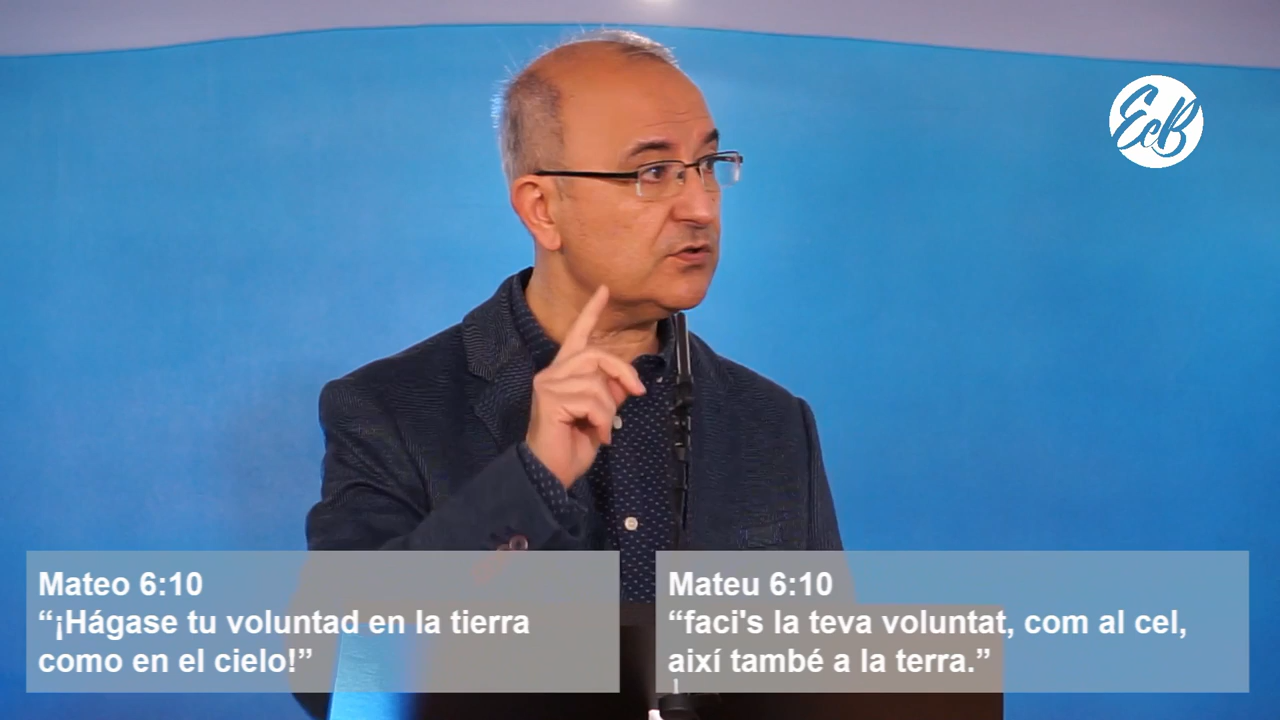 EcB
Mateo 6:10
“¡Hágase tu voluntad en la tierra
como en el cielo!”
Mateu 6:10
“faci's la teva voluntat, com al cel,
així també a la terra.”